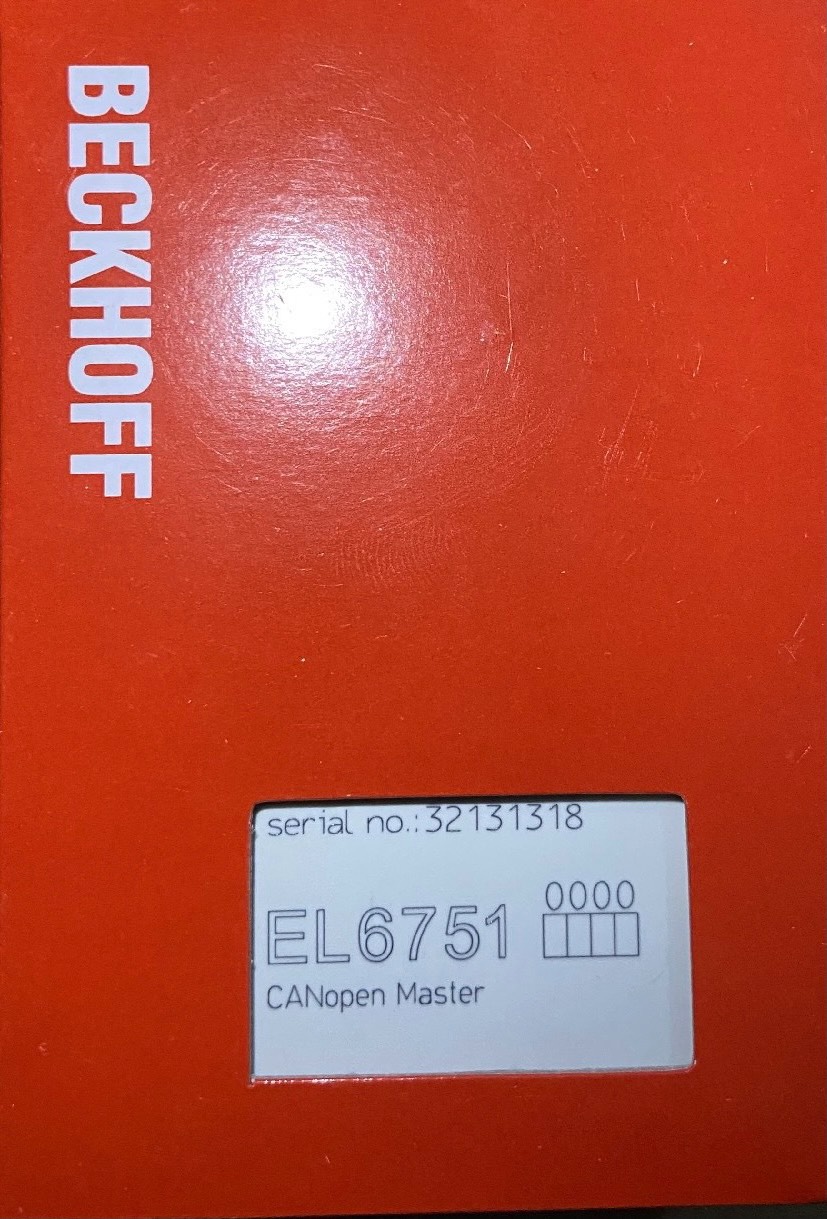 BECKHOFF
serial no.:32131318
0000
EL6751
CANopen Master